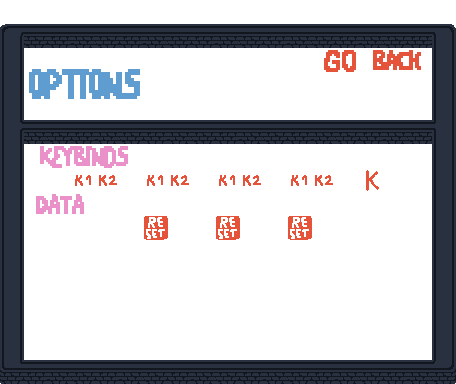 GO BACK
OPTIONS
KEYBINDS
K1 K2 K1 K2 K1 K2 K1 K2 K
DATA
RE SET RE SET RE SET